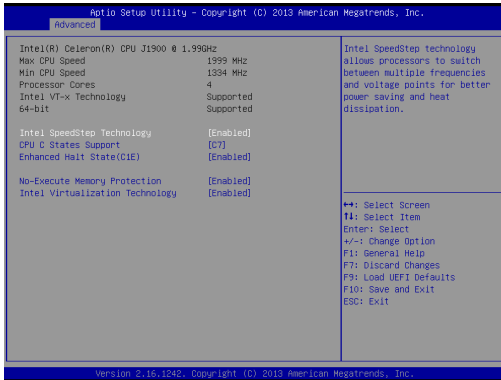 Aptio Setup Utility - Copyright (C) 2013 American Megatrends, Inc.
Advanced
Intel(R) Celeron(R) CPU J1900 @ 1.99GHz
Max CPU Speed 1999 MHz
Min CPU Speed 1334 MHz
Processor Cores 4
Intel VT-x Technology Supported
64-bit Supported
Intel SpeedStep Technology [Enabled]
CPU C States Support [C7]
Enhanced Halt State(C1E) [Enabled]
No-Execute Memory Protection [Enabled]
Intel Virtualization Technology [Enabled]
Intel SpeedStep technology
allows processors to switch
between multiple frequencies
and voltage points for better
power saving and heat
dissipation.
↔: Select Screen
↑↓: Select Item
Enter: Select
+/-: Change Option
F1: General Help
F7: Discard Changes
F9: Load UEFI Defaults
F10: Save and Exit
ESC: Exit
Version 2.16.1242. Copyright (C) 2013 American Megatrends, Inc.